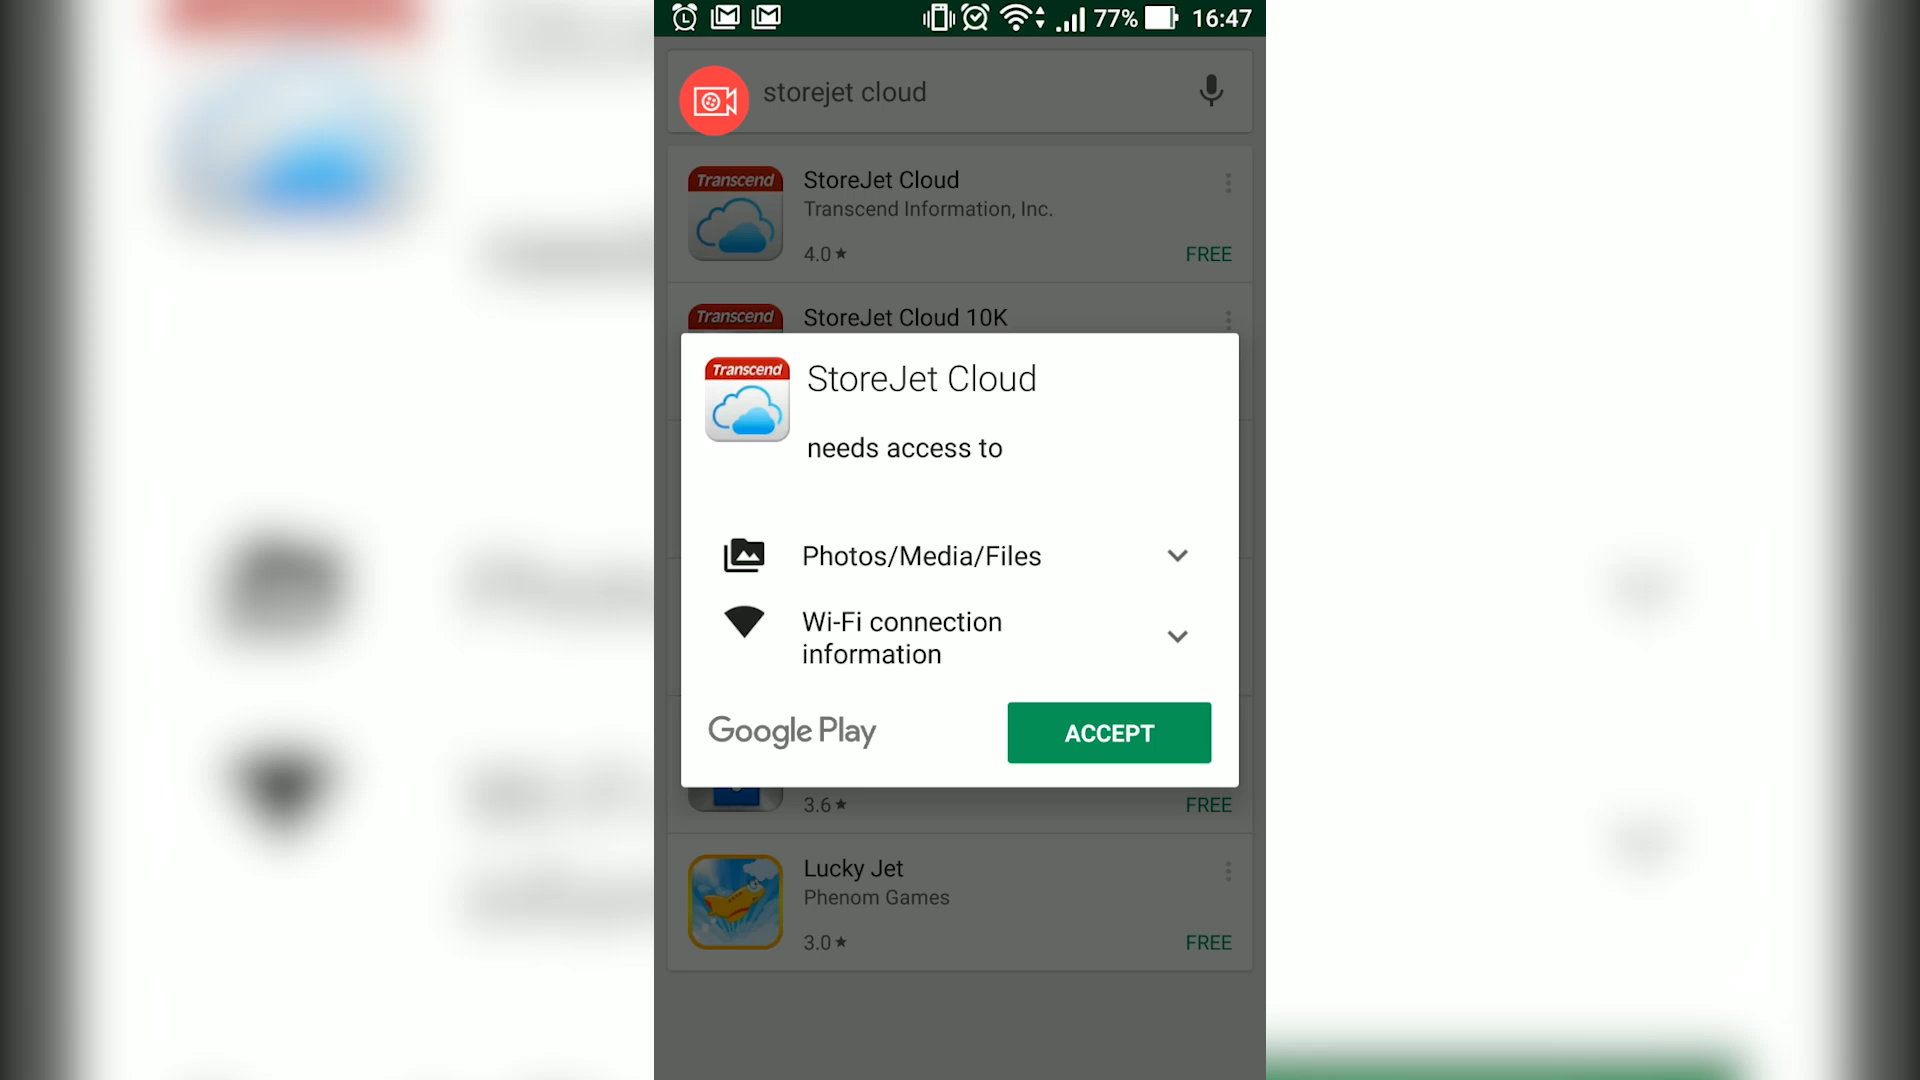 77% 16:47
storejet cloud
Transcend
StoreJet Cloud
Transcend Information, Inc.
4.0★
FREE
Transcend
StoreJet Cloud 10K
Transcend
StoreJet Cloud
needs access to
Photos/Media/Files
Wi-Fi connection
information
Google Play
ACCEPT
3.6★
FREE
Lucky Jet
Phenom Games
3.0★
FREE